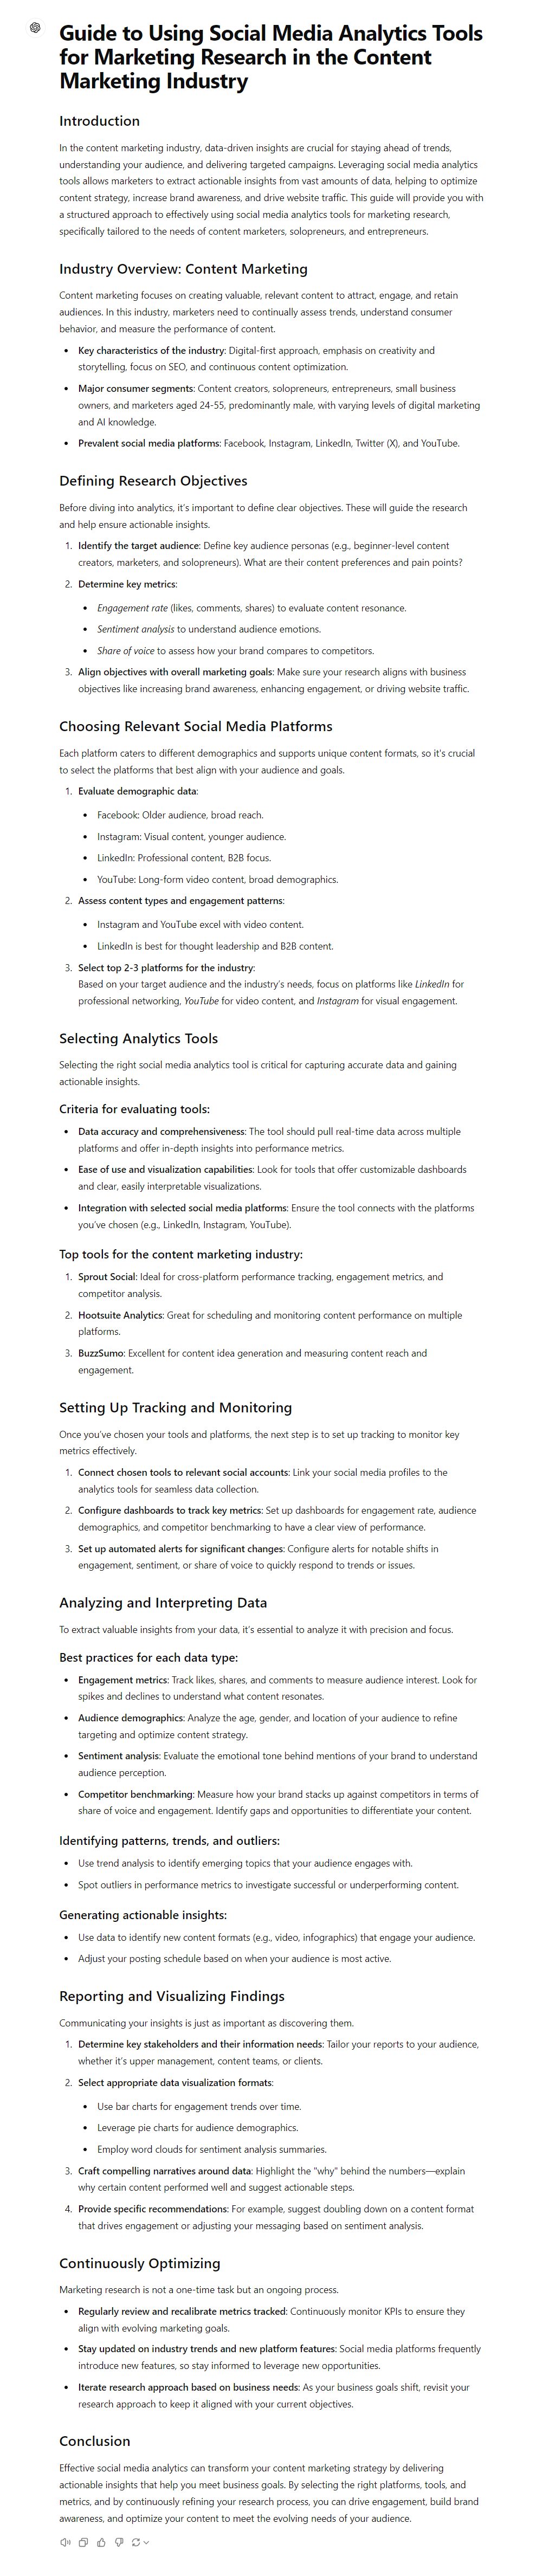 Guide to Using Social Media Analytics Tools
for Marketing Research in the Content
Marketing Industry
Introduction
In the content marketing industry, data-driven insights are crucial for staying ahead of trends,
understanding your audience, and delivering targeted campaigns. Leveraging social media analytics
tools allows marketers to extract actionable insights from vast amounts of data, helping to optimize
content strategy, increase brand awareness, and drive website traffic. This guide will provide you with
a structured approach to effectively using social media analytics tools for marketing research,
specifically tailored to the needs of content marketers, solopreneurs, and entrepreneurs.
Industry Overview: Content Marketing
Content marketing focuses on creating valuable, relevant content to attract, engage, and retain
audiences. In this industry, marketers need to continually assess trends, understand consumer
behavior, and measure the performance of content.
• Key characteristics of the industry: Digital-first approach, emphasis on creativity and
storytelling, focus on SEO, and continuous content optimization.
• Major consumer segments: Content creators, solopreneurs, entrepreneurs, small business
owners, and marketers aged 24-55, predominantly male, with varying levels of digital marketing
and AI knowledge.
• Prevalent social media platforms: Facebook, Instagram, LinkedIn, Twitter (X), and YouTube.
Defining Research Objectives
Before diving into analytics, it's important to define clear objectives. These will guide the research
and help ensure actionable insights.
1. Identify the target audience: Define key audience personas (e.g., beginner-level content
creators, marketers, and solopreneurs). What are their content preferences and pain points?
2. Determine key metrics:
• Engagement rate (likes, comments, shares) to evaluate content resonance.
• Sentiment analysis to understand audience emotions.
• Share of voice to assess how your brand compares to competitors.
3. Align objectives with overall marketing goals: Make sure your research aligns with business
objectives like increasing brand awareness, enhancing engagement, or driving website traffic.
Choosing Relevant Social Media Platforms
Each platform caters to different demographics and supports unique content formats, so it's crucial
to select the platforms that best align with your audience and goals.
1. Evaluate demographic data:
• Facebook: Older audience, broad reach.
• Instagram: Visual content, younger audience.
• LinkedIn: Professional content, B2B focus.
• YouTube: Long-form video content, broad demographics.
2. Assess content types and engagement patterns:
• Instagram and YouTube excel with video content.
• LinkedIn is best for thought leadership and B2B content.
3. Select top 2-3 platforms for the industry:
Based on your target audience and the industry's needs, focus on platforms like LinkedIn for
professional networking, YouTube for video content, and Instagram for visual engagement.
Selecting Analytics Tools
Selecting the right social media analytics tool is critical for capturing accurate data and gaining
actionable insights.
Criteria for evaluating tools:
• Data accuracy and comprehensiveness: The tool should pull real-time data across multiple
platforms and offer in-depth insights into performance metrics.
• Ease of use and visualization capabilities: Look for tools that offer customizable dashboards
and clear, easily interpretable visualizations.
• Integration with selected social media platforms: Ensure the tool connects with the platforms
you've chosen (e.g., LinkedIn, Instagram, YouTube).
Top tools for the content marketing industry:
1. Sprout Social: Ideal for cross-platform performance tracking, engagement metrics, and
competitor analysis.
2. Hootsuite Analytics: Great for scheduling and monitoring content performance on multiple
platforms.
3. BuzzSumo: Excellent for content idea generation and measuring content reach and
engagement.
Setting Up Tracking and Monitoring
Once you've chosen your tools and platforms, the next step is to set up tracking to monitor key
metrics effectively.
1. Connect chosen tools to relevant social accounts: Link your social media profiles to the
analytics tools for seamless data collection.
2. Configure dashboards to track key metrics: Set up dashboards for engagement rate, audience
demographics, and competitor benchmarking to have a clear view of performance.
3. Set up automated alerts for significant changes: Configure alerts for notable shifts in
engagement, sentiment, or share of voice to quickly respond to trends or issues.
Analyzing and Interpreting Data
To extract valuable insights from your data, it's essential to analyze it with precision and focus.
Best practices for each data type:
• Engagement metrics: Track likes, shares, and comments to measure audience interest. Look for
spikes and declines to understand what content resonates.
• Audience demographics: Analyze the age, gender, and location of your audience to refine
targeting and optimize content strategy.
• Sentiment analysis: Evaluate the emotional tone behind mentions of your brand to understand
audience perception.
• Competitor benchmarking: Measure how your brand stacks up against competitors in terms of
share of voice and engagement. Identify gaps and opportunities to differentiate your content.
Identifying patterns, trends, and outliers:
• Use trend analysis to identify emerging topics that your audience engages with.
• Spot outliers in performance metrics to investigate successful or underperforming content.
Generating actionable insights:
• Use data to identify new content formats (e.g., video, infographics) that engage your audience.
• Adjust your posting schedule based on when your audience is most active.
Reporting and Visualizing Findings
Communicating your insights is just as important as discovering them.
1. Determine key stakeholders and their information needs: Tailor your reports to your audience,
whether it's upper management, content teams, or clients.
2. Select appropriate data visualization formats:
• Use bar charts for engagement trends over time.
• Leverage pie charts for audience demographics.
• Employ word clouds for sentiment analysis summaries.
3. Craft compelling narratives around data: Highlight the "why" behind the numbers—explain
why certain content performed well and suggest actionable steps.
4. Provide specific recommendations: For example, suggest doubling down on a content format
that drives engagement or adjusting your messaging based on sentiment analysis.
Continuously Optimizing
Marketing research is not a one-time task but an ongoing process.
• Regularly review and recalibrate metrics tracked: Continuously monitor KPIs to ensure they
align with evolving marketing goals.
• Stay updated on industry trends and new platform features: Social media platforms frequently
introduce new features, so stay informed to leverage new opportunities.
• Iterate research approach based on business needs: As your business goals shift, revisit your
research approach to keep it aligned with your current objectives.
Conclusion
Effective social media analytics can transform your content marketing strategy by delivering
actionable insights that help you meet business goals. By selecting the right platforms, tools, and
metrics, and by continuously refining your research process, you can drive engagement, build brand
awareness, and optimize your content to meet the evolving needs of your audience.